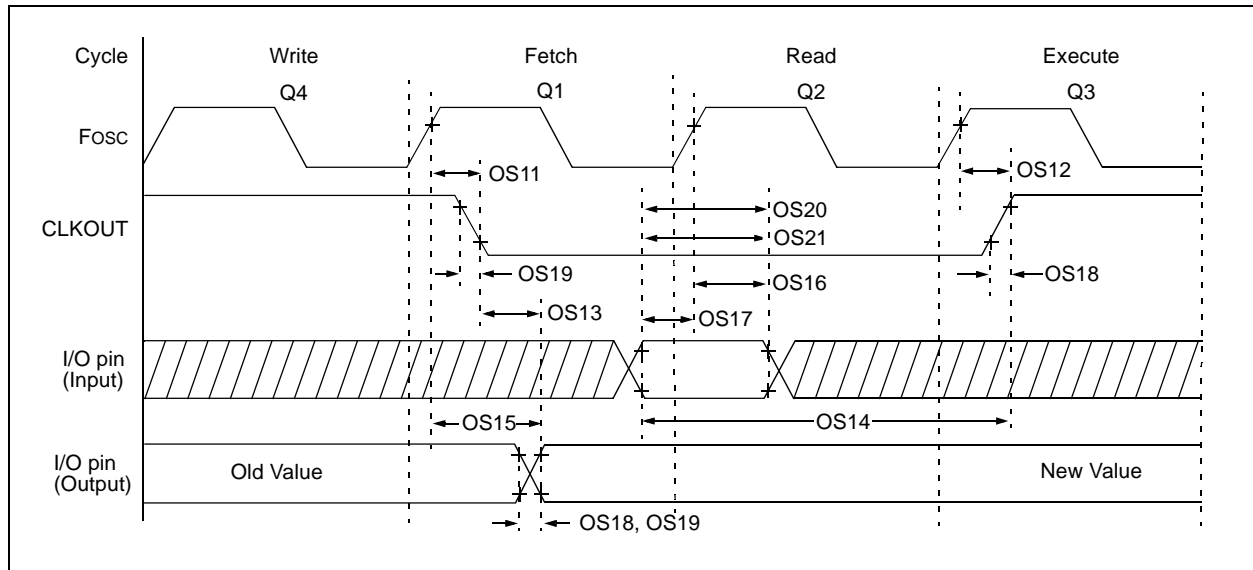 Cycle Write Fetch Read Execute
Q4 Q1 Q2 Q3
FOSC
OS11 OS12
OS20
CLKOUT
OS21
OS19 OS16 OS18
OS13 OS17
I/O pin
(Input)
OS15 OS14
I/O pin
(Output)
Old Value New Value
OS18, OS19